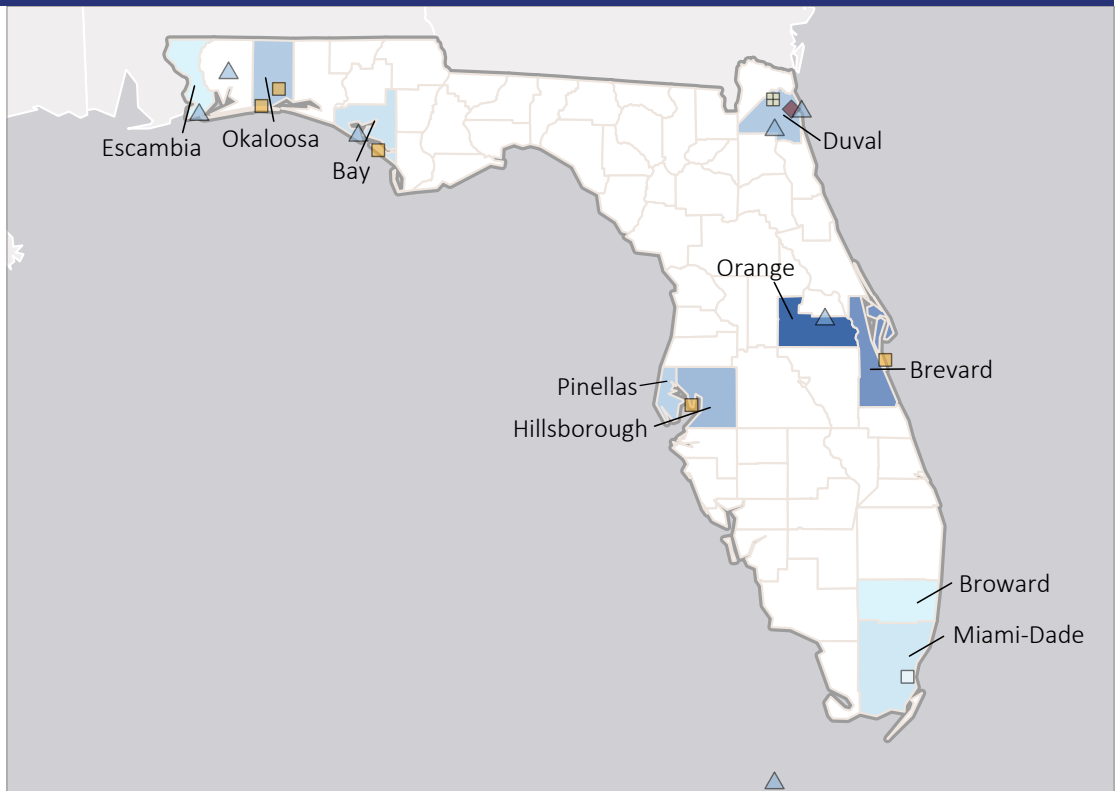 Escambia
Okaloosa
Bay
Duval
Orange
Brevard
Pinellas
Hillsborough
Broward
Miami-Dade